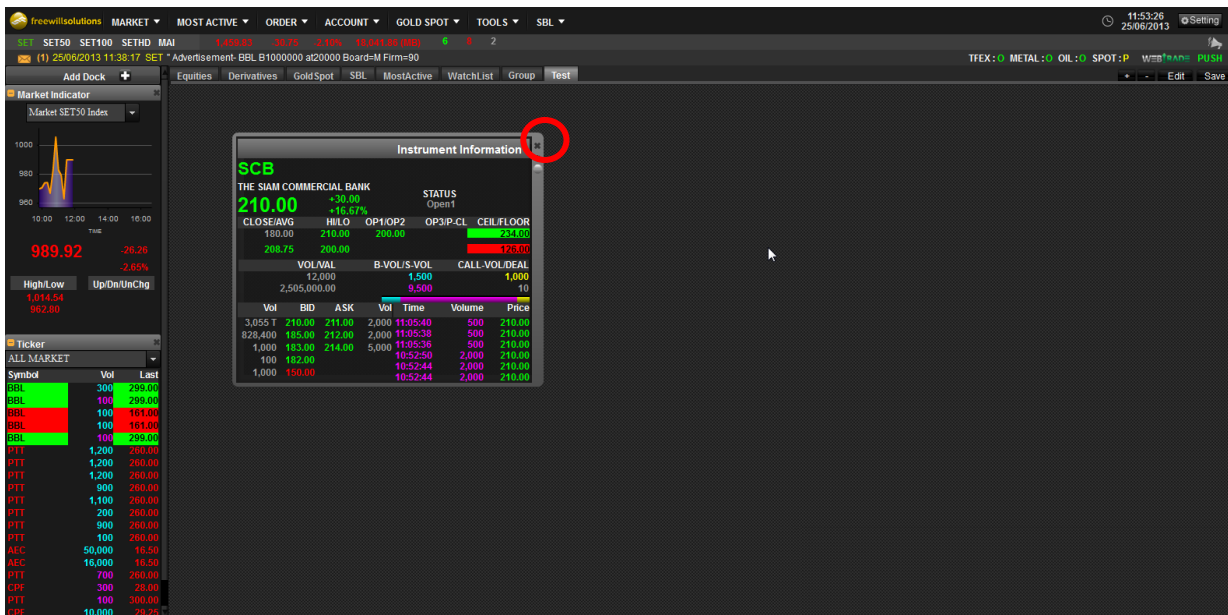 freewillsolutions MARKET ▼ MOST ACTIVE ▼ ORDER ▼ ACCOUNT ▼ GOLD SPOT ▼ TOOLS ▼ SBL ▼ 11:53:26 25/06/2013 Setting
SET SET50 SET100 SETHD MAI 6 2
(1) 25/06/2013 11:38:17 SET " Advertisement- BBL B1000000 at20000 Board=M Firm=90 TFEX : O METAL : O OIL : O SPOT : P WEBTRADE PUSH
Add Dock + Equities Derivatives GoldSpot SBL MostActive WatchList Group Test + - Edit Save
Market Indicator
Market SET50 Index
1000
980
960
10:00 12:00 14:00 16:00
TIME
989.92 -26.26
-2.65%
High/Low Up/Dn/UnChg
1,014.54
962.80
Ticker
ALL MARKET
Symbol Vol Last
BBL 300 299.00
BBL 100 299.00
BBL 100 161.00
BBL 100 161.00
BBL 100 299.00
PTT 1,200 260.00
PTT 1,200 260.00
PTT 1,200 260.00
PTT 900 260.00
PTT 1,100 260.00
PTT 200 260.00
PTT 900 260.00
PTT 100 260.00
AEC 50,000 16.50
AEC 16,000 16.50
PTT 700 260.00
CPF 300 28.00
PTT 100 300.00
CPF 10,000 29.25
Instrument Information
SCB
THE SIAM COMMERCIAL BANK
210.00 +30.00 STATUS
+16.67% Open1
CLOSE/AVG HI/LO OP1/OP2 OP3/P-CL CEIL/FLOOR
180.00 210.00 200.00 234.00
208.75 200.00 126.00
VOL/VAL B-VOL/S-VOL CALL-VOL/DEAL
12,000 1,500 1,000
2,505,000.00 9,500 10
Vol BID ASK Vol Time Volume Price
3,055 T 210.00 211.00 2,000 11:05:40 500 210.00
828,400 185.00 212.00 2,000 11:05:38 500 210.00
1,000 183.00 214.00 5,000 11:05:36 500 210.00
100 182.00 10:52:50 2,000 210.00
1,000 150.00 10:52:44 2,000 210.00
10:52:44 2,000 210.00